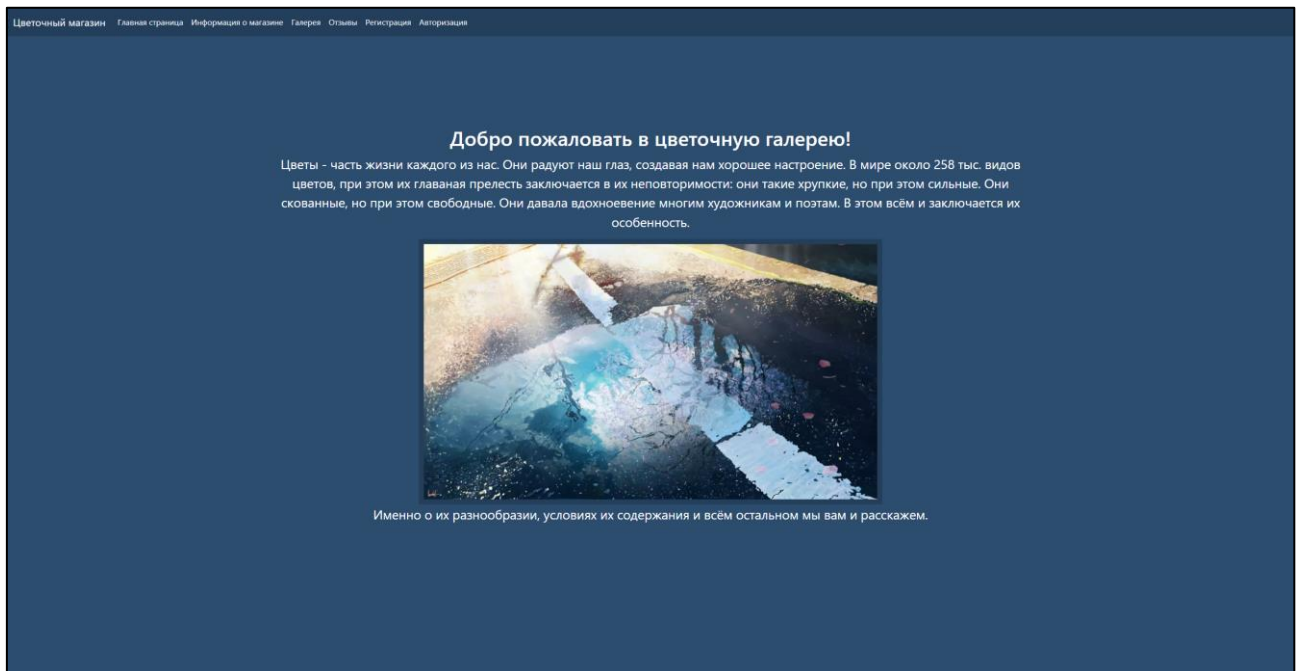 Цветочный магазин Главная страница Информация о магазине Галерея Отзывы Регистрация Авторизация
Добро пожаловать в цветочную галерею!
Цветы - часть жизни каждого из нас. Они радуют наш глаз, создавая нам хорошее настроение. В мире около 258 тыс. видов
цветов, при этом их главаная прелесть заключается в их неповторимости: они такие хрупкие, но при этом сильные. Они
скованные, но при этом свободные. Они давала вдохноевение многим художникам и поэтам. В этом всём и заключается их
особенность.
Именно о их разнообразии, условиях их содержания и всём остальном мы вам и расскажем.